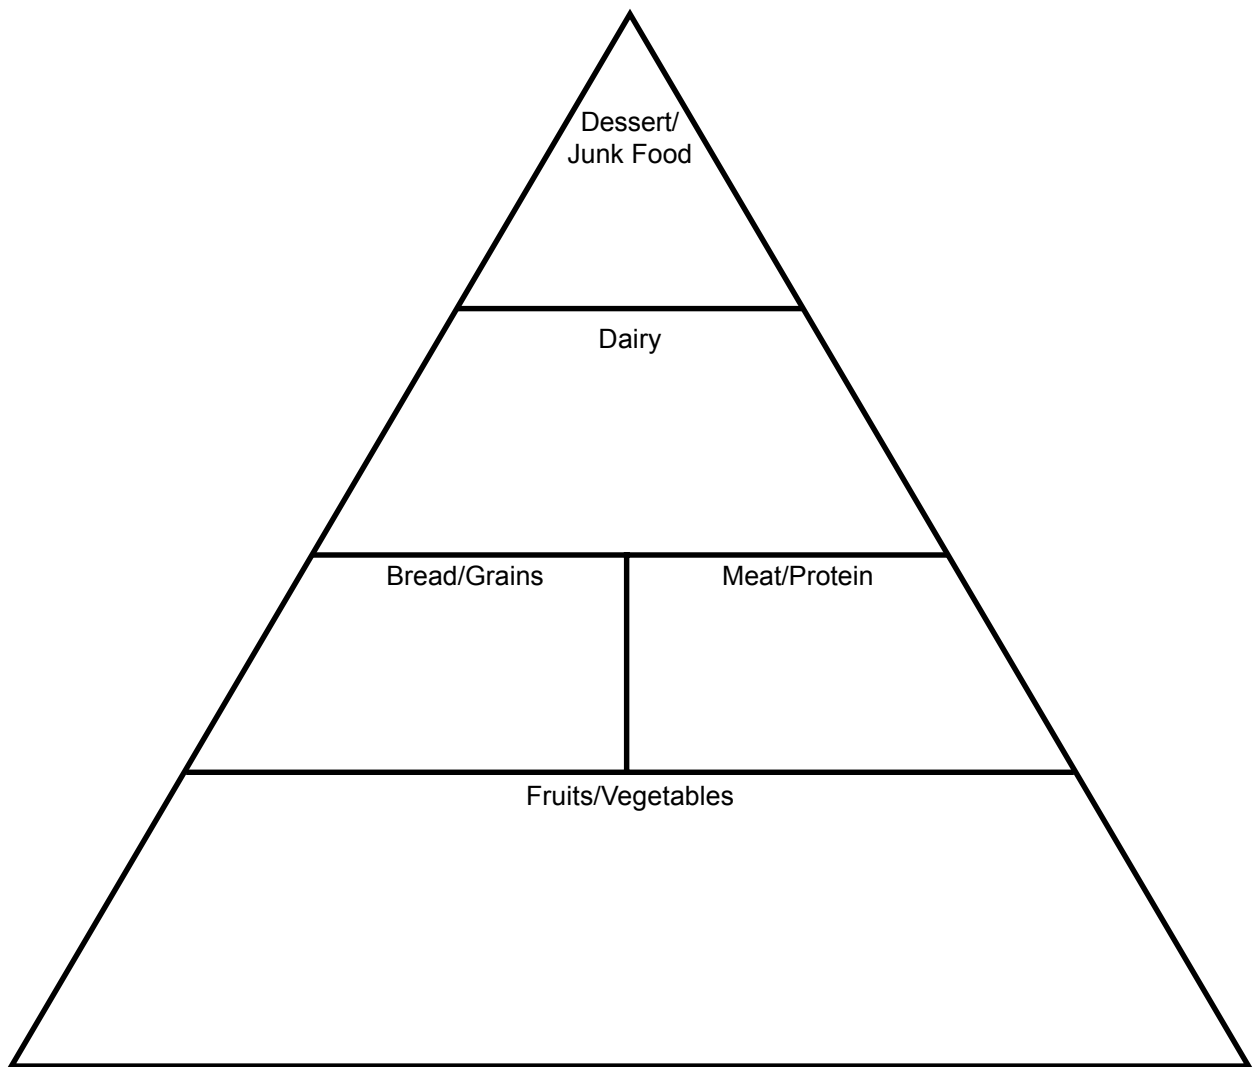 Dessert/
Junk Food
Dairy
Bread/Grains
Meat/Protein
Fruits/Vegetables